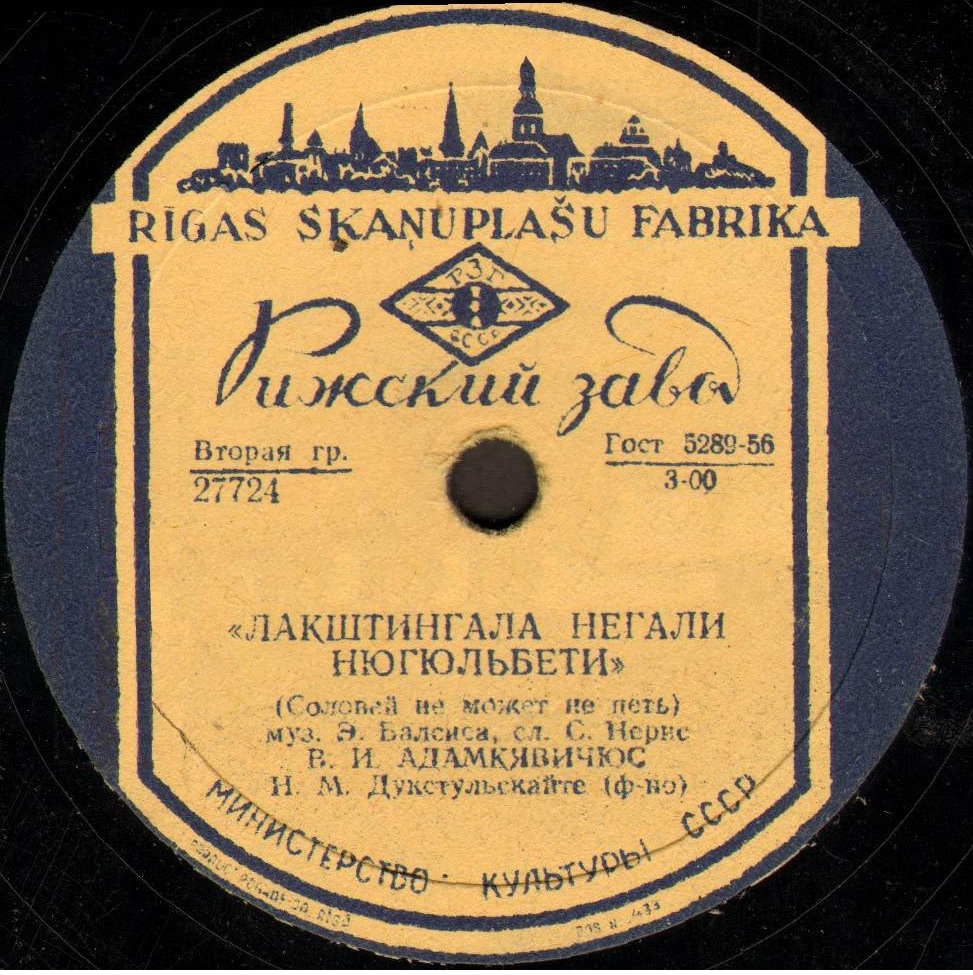 RĪGAS SKAŅUPLAŠU FABRIKA
РЗГ
СССР
Рижский завод
Вторая гр.
27724
Гост 5289-56
3-00
«ЛАКШТИНГАЛА НЕГАЛИ
НЮГЮЛЬБЕТИ»
(Соловей не может не петь)
муз. Э. Балсиса, сл. С. Нерис
В. И. АДАМКЯВИЧЮС
Н. М. Дукстульскайте (ф-но)
МИНИСТЕРСТВО КУЛЬТУРЫ СССР